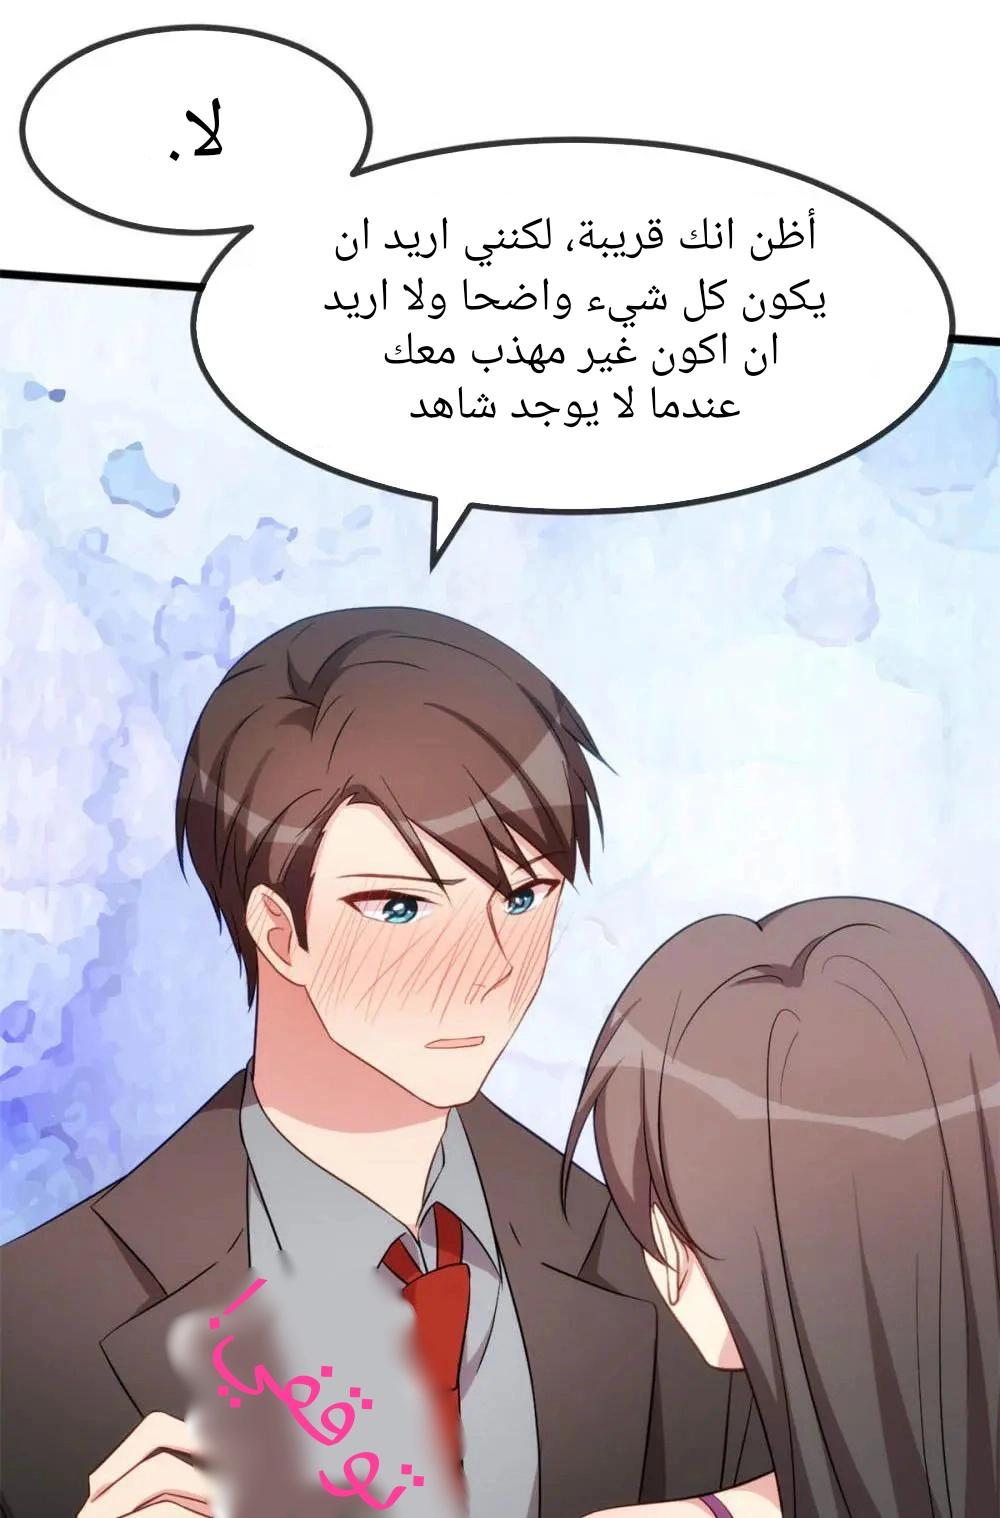 لا.
أظن انك قريبة، لكنني اريد ان
يكون كل شيء واضحا ولا اريد
ان اكون غير مهذب معك
عندما لا يوجد شاهد
توقفي.!